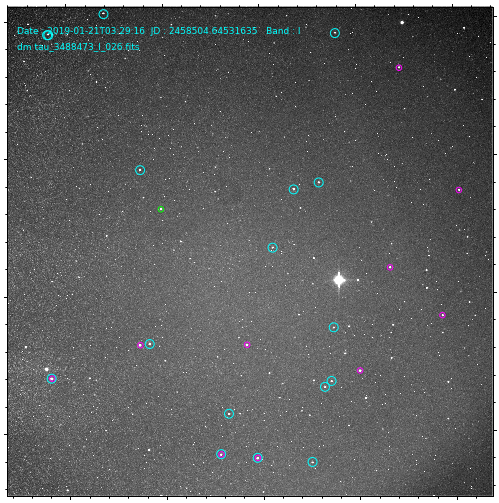 Date : 2019-01-21T03:29:16 JD : 2458504.64531635 Band : I
dm tau_3488473_I_026.fits